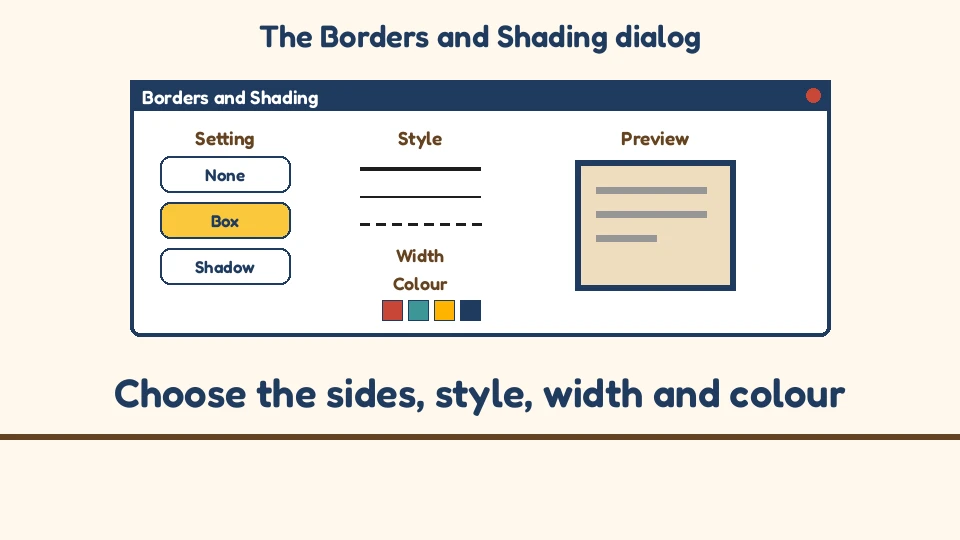 The Borders and Shading dialog
Borders and Shading
Setting
None
Box
Shadow
Style
Width
Colour
Preview
Choose the sides, style, width and colour